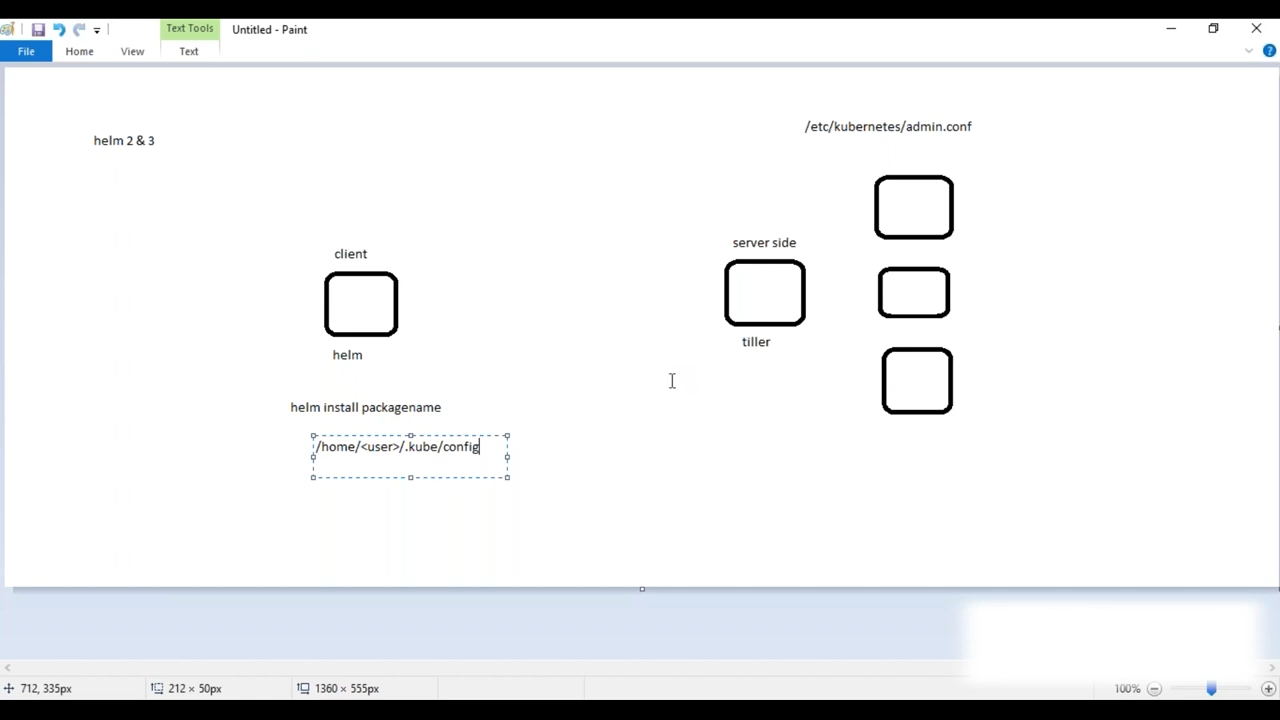 Text Tools
Untitled - Paint
File
Home
View
Text
helm 2 & 3
/etc/kubernetes/admin.conf
client
server side
helm
tiller
helm install packagename
/home/<user>/.kube/config
712, 335px
212 × 50px
1360 × 555px
100%